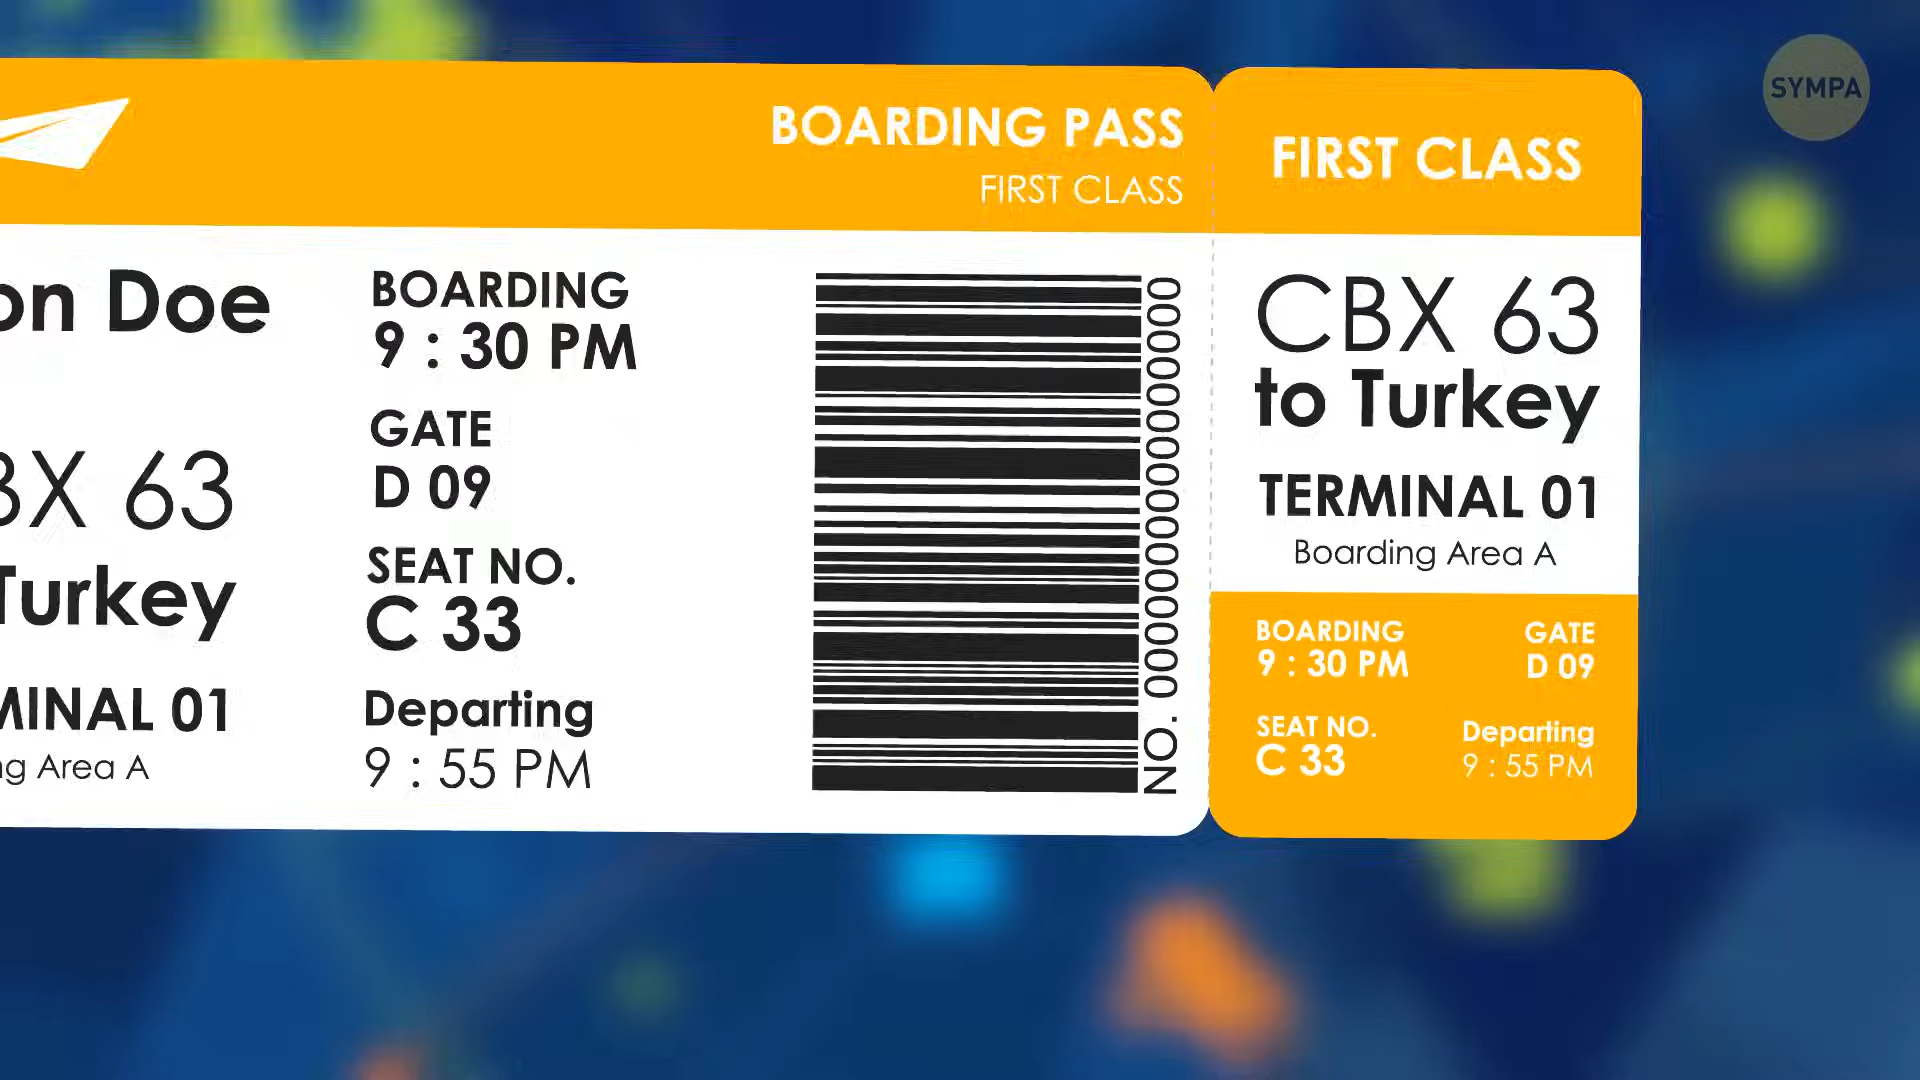 SYMPA
BOARDING PASS
FIRST CLASS
on Doe
BX 63
Turkey
MINAL 01
ng Area A
BOARDING
9 : 30 PM
GATE
D 09
SEAT NO.
C 33
Departing
9 : 55 PM
NO. 0000000000000000
FIRST CLASS
CBX 63
to Turkey
TERMINAL 01
Boarding Area A
BOARDING
9 : 30 PM
GATE
D 09
SEAT NO.
C 33
Departing
9 : 55 PM